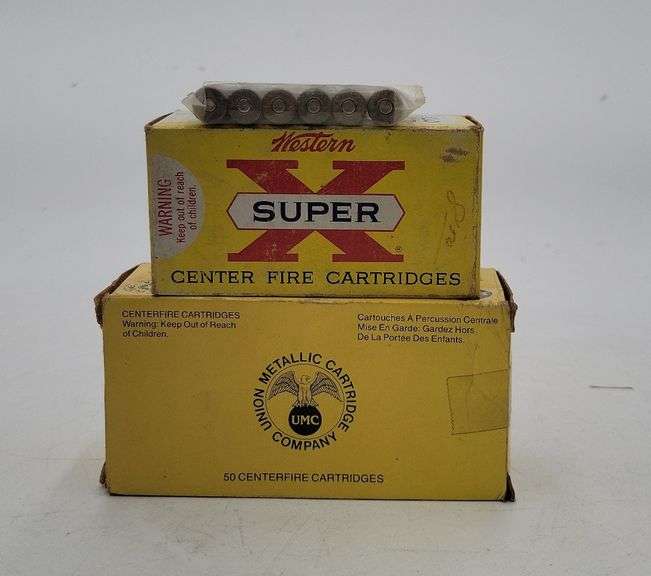 Western
X
SUPER
®
WARNING
Keep out of reach
of children.
CENTER FIRE CARTRIDGES
CENTERFIRE CARTRIDGES
Warning: Keep Out of Reach
of Children.
Cartouches A Percussion Centrale
Mise En Garde: Gardez Hors
De La Portée Des Enfants.
UNION METALLIC CARTRIDGE
COMPANY
UMC
50 CENTERFIRE CARTRIDGES